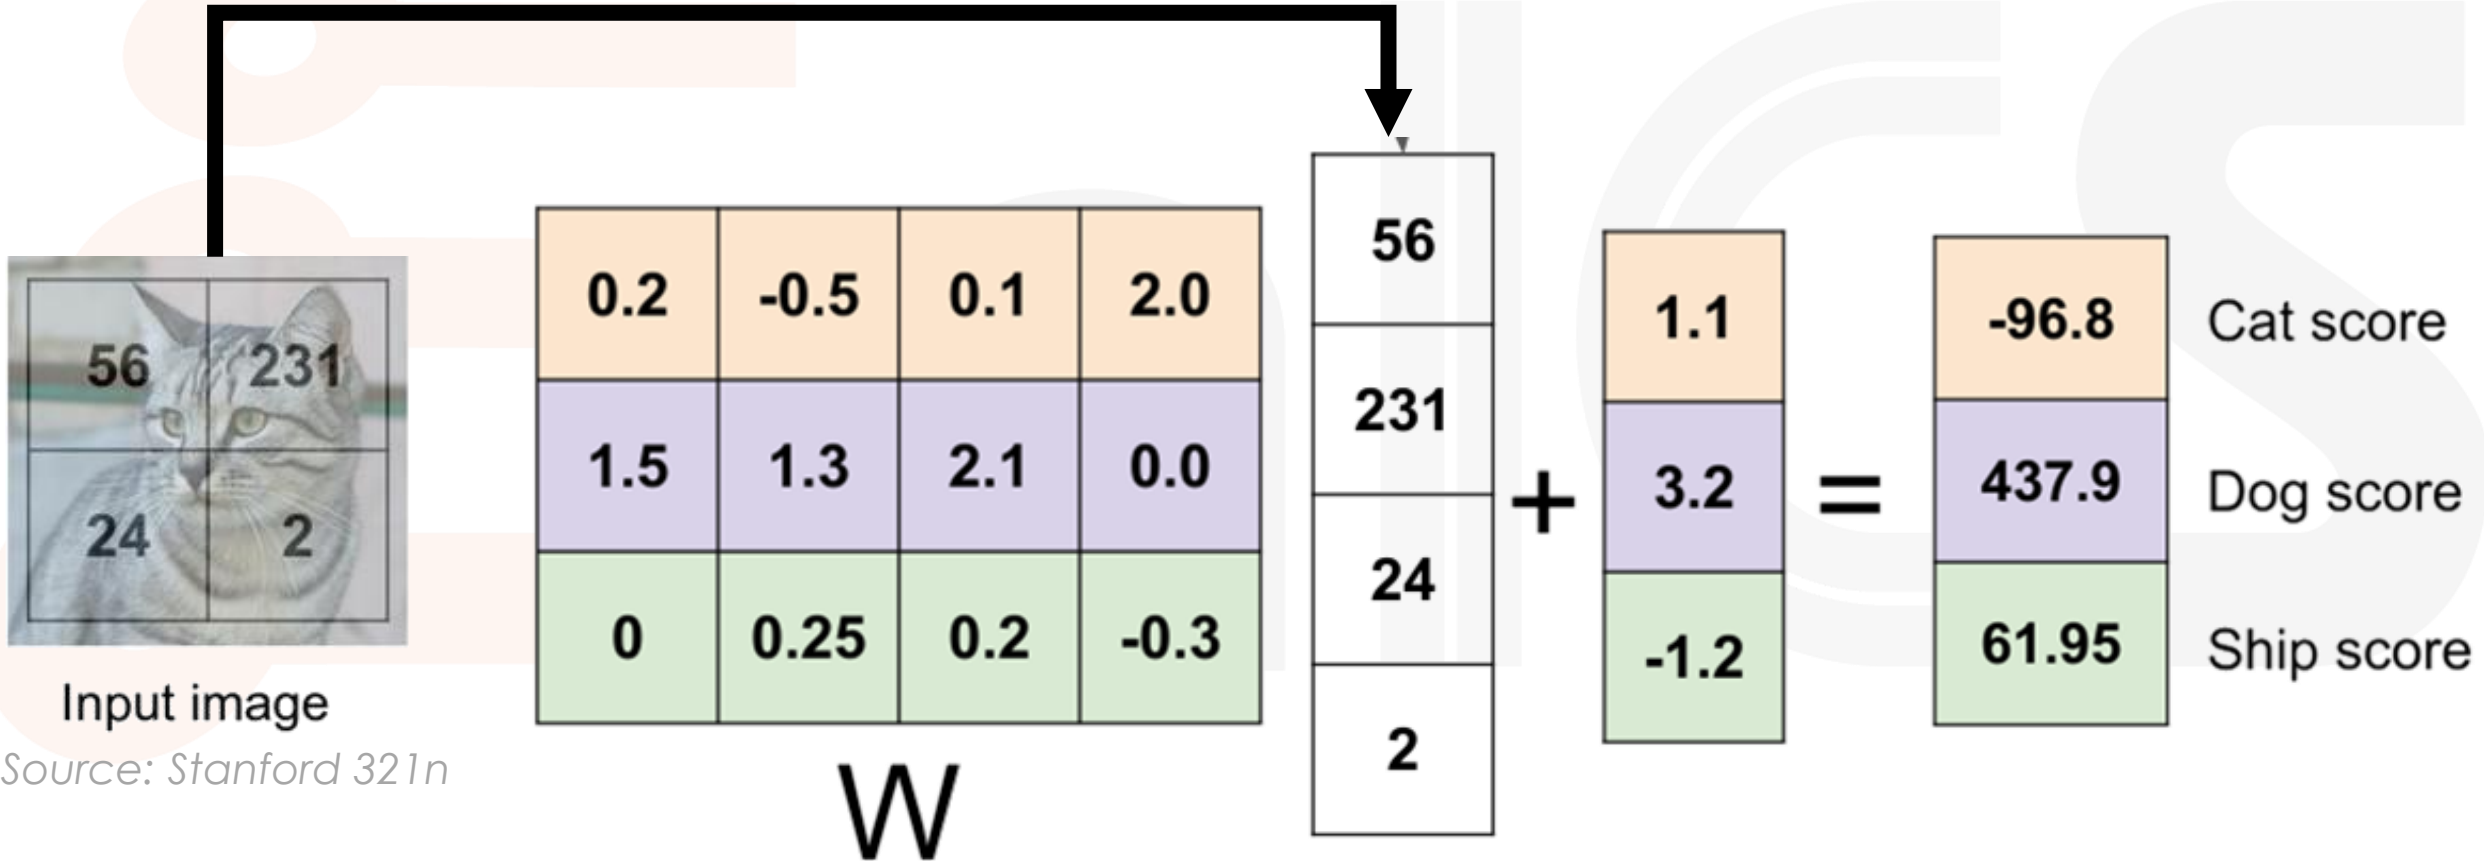 56 231
24 2
Input image
Source: Stanford 321n
0.2 -0.5 0.1 2.0
1.5 1.3 2.1 0.0
0 0.25 0.2 -0.3
W
56
231
24
2
+
1.1
3.2
-1.2
=
-96.8 Cat score
437.9 Dog score
61.95 Ship score